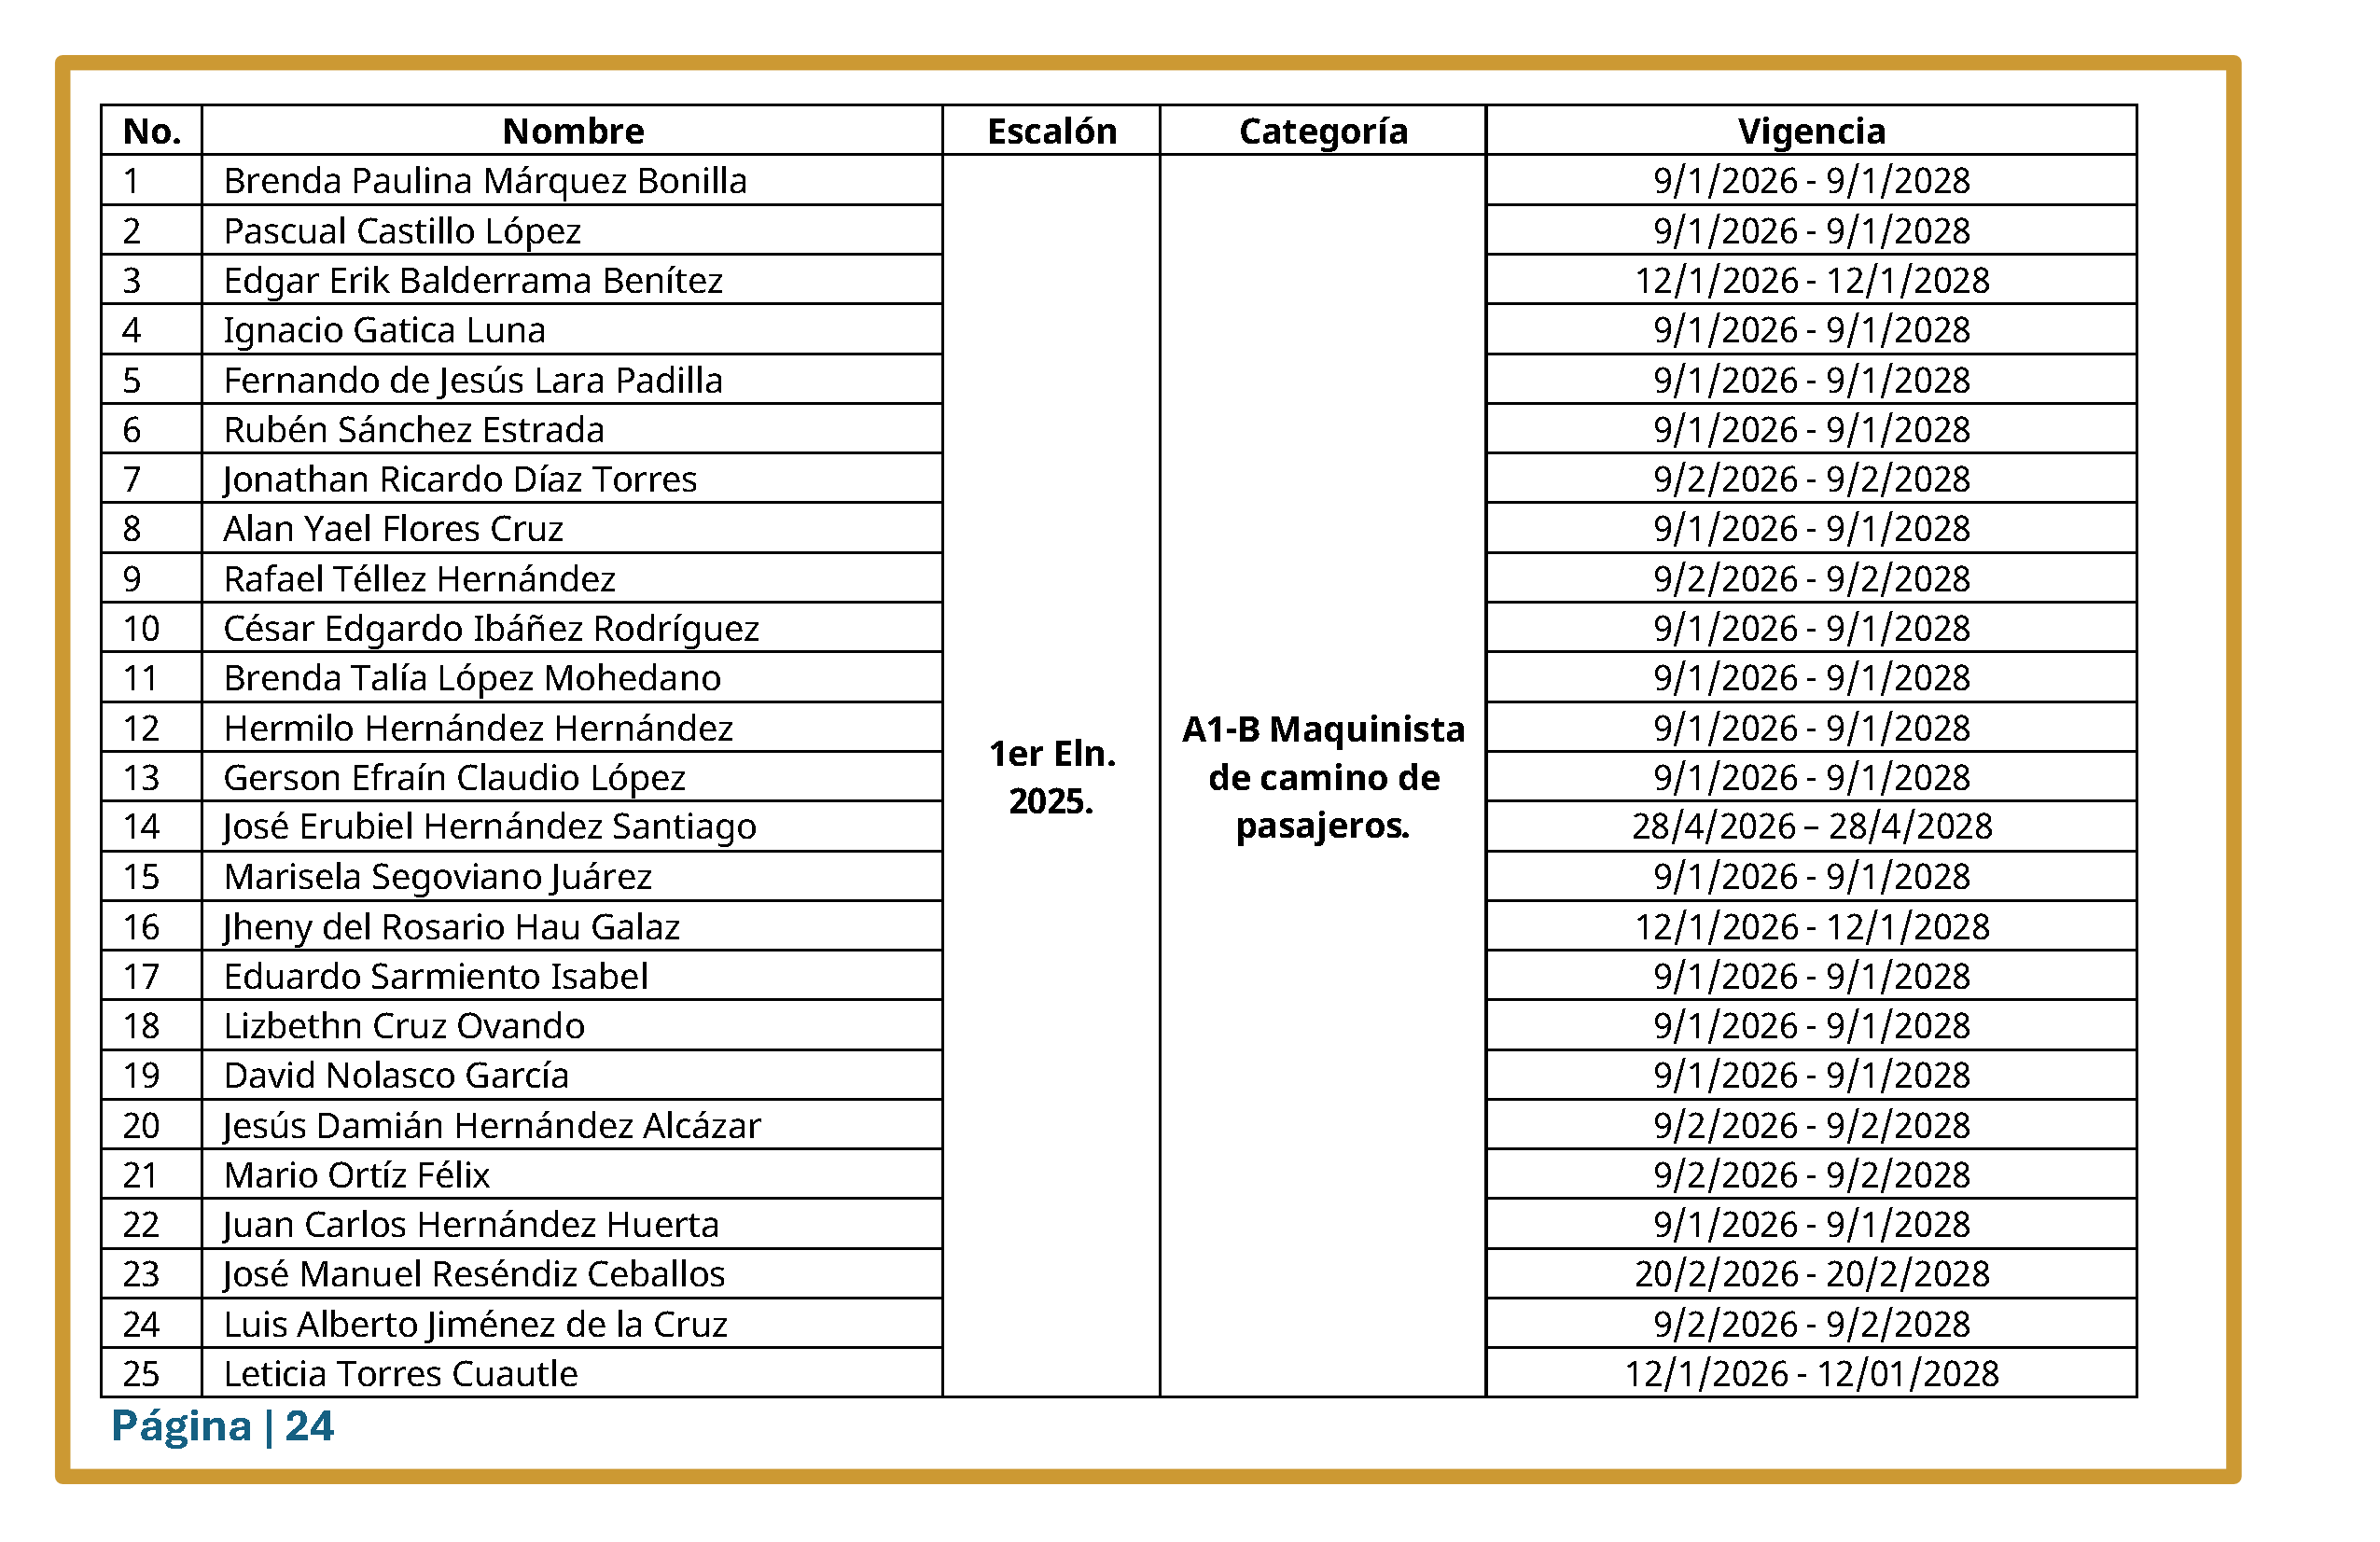 No. Nombre Escalón Categoría Vigencia
1 Brenda Paulina Márquez Bonilla 9/1/2026 - 9/1/2028
2 Pascual Castillo López 9/1/2026 - 9/1/2028
3 Edgar Erik Balderrama Benítez 12/1/2026 - 12/1/2028
4 Ignacio Gatica Luna 9/1/2026 - 9/1/2028
5 Fernando de Jesús Lara Padilla 9/1/2026 - 9/1/2028
6 Rubén Sánchez Estrada 9/1/2026 - 9/1/2028
7 Jonathan Ricardo Díaz Torres 9/2/2026 - 9/2/2028
8 Alan Yael Flores Cruz 9/1/2026 - 9/1/2028
9 Rafael Téllez Hernández 9/2/2026 - 9/2/2028
10 César Edgardo Ibáñez Rodríguez 9/1/2026 - 9/1/2028
11 Brenda Talía López Mohedano 9/1/2026 - 9/1/2028
12 Hermilo Hernández Hernández 9/1/2026 - 9/1/2028
13 Gerson Efraín Claudio López 9/1/2026 - 9/1/2028
14 José Erubiel Hernández Santiago 28/4/2026 – 28/4/2028
15 Marisela Segoviano Juárez 9/1/2026 - 9/1/2028
16 Jheny del Rosario Hau Galaz 12/1/2026 - 12/1/2028
17 Eduardo Sarmiento Isabel 9/1/2026 - 9/1/2028
18 Lizbethn Cruz Ovando 9/1/2026 - 9/1/2028
19 David Nolasco García 9/1/2026 - 9/1/2028
20 Jesús Damián Hernández Alcázar 9/2/2026 - 9/2/2028
21 Mario Ortíz Félix 9/2/2026 - 9/2/2028
22 Juan Carlos Hernández Huerta 9/1/2026 - 9/1/2028
23 José Manuel Reséndiz Ceballos 20/2/2026 - 20/2/2028
24 Luis Alberto Jiménez de la Cruz 9/2/2026 - 9/2/2028
25 Leticia Torres Cuautle 12/1/2026 - 12/01/2028
1er Eln.
2025.
A1-B Maquinista
de camino de
pasajeros.
Página | 24